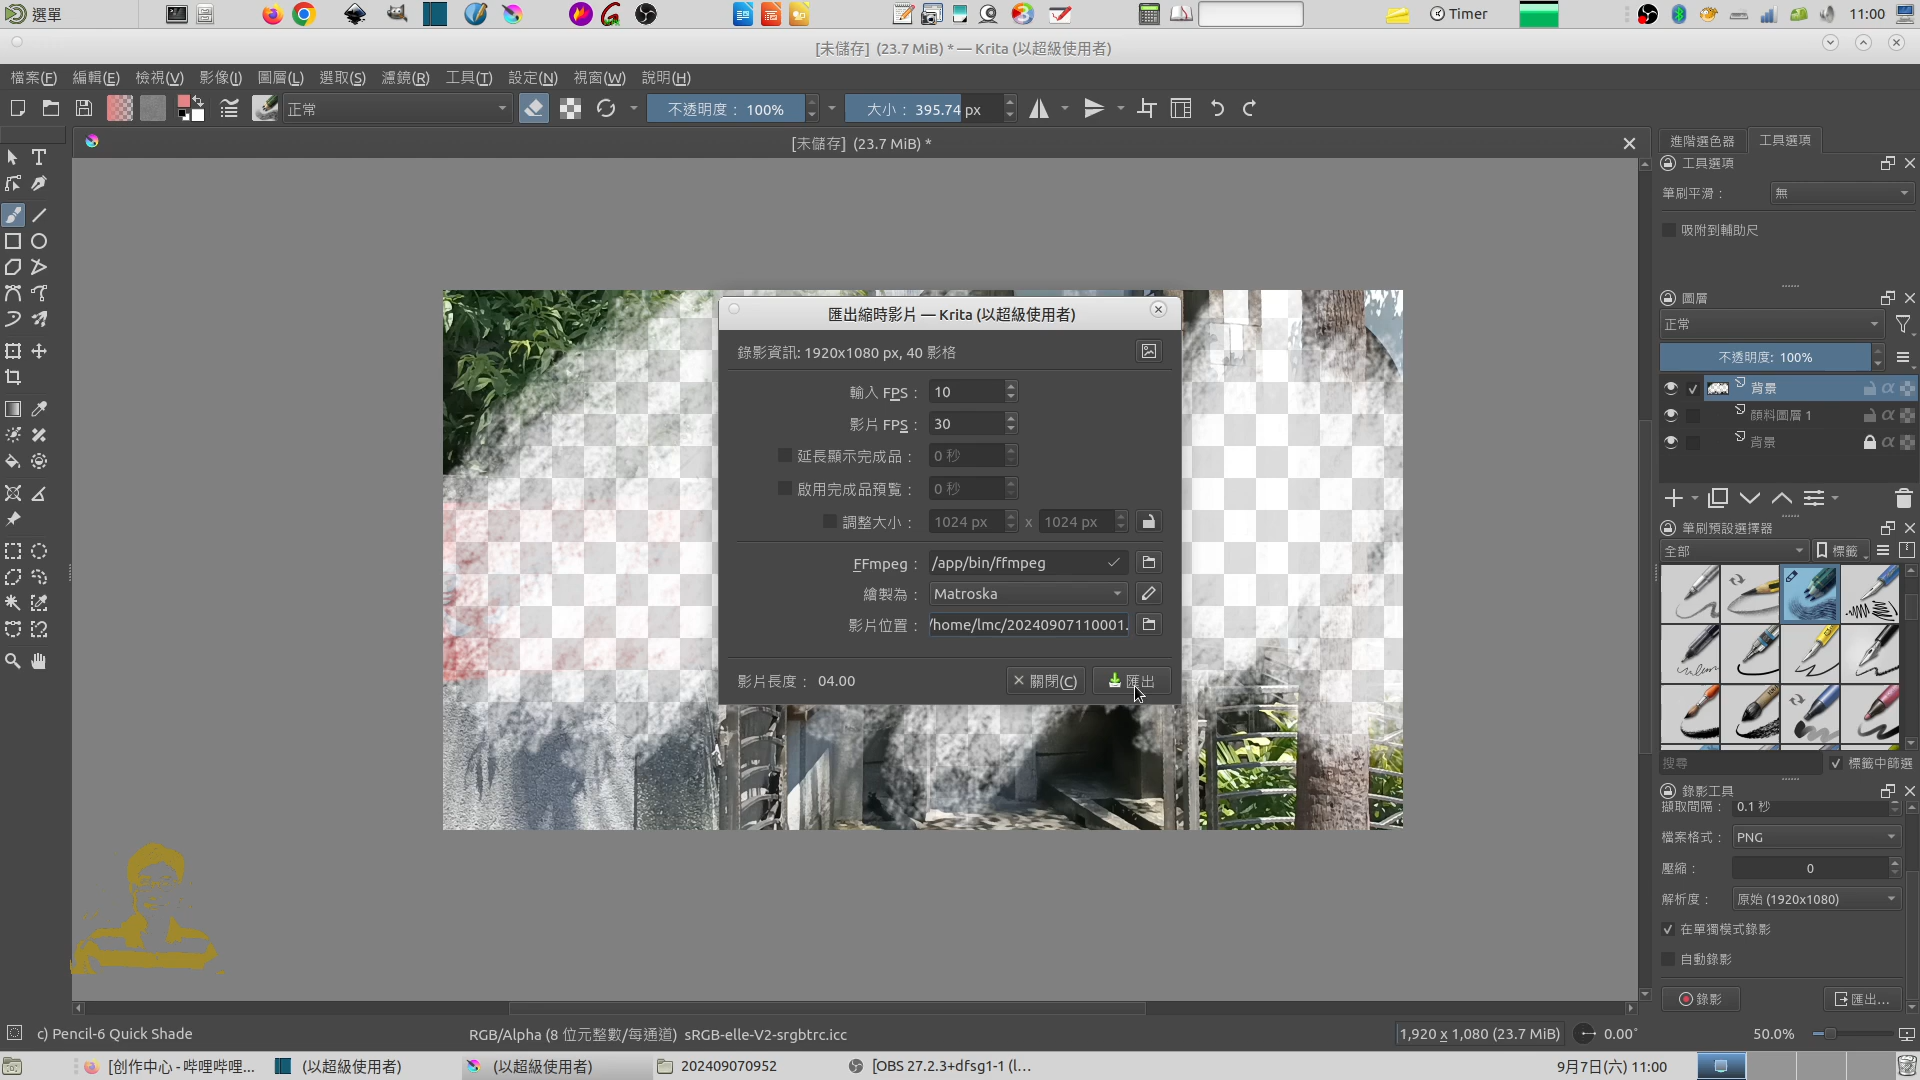 選單
Timer
11:00
[未儲存] (23.7 MiB) * — Krita (以超級使用者)
檔案(F) 編輯(E) 檢視(V) 影像(I) 圖層(L) 選取(S) 濾鏡(R) 工具(T) 設定(N) 視窗(W) 說明(H)
正常
不透明度： 100%
大小： 395.74 px
[未儲存] (23.7 MiB) *
進階選色器
工具選項
工具選項
筆刷平滑： 無
吸附到輔助尺
圖層
正常
不透明度: 100%
背景
顏料圖層 1
背景
筆刷預設選擇器
全部
標籤
搜尋
標籤中篩選
錄影工具
擷取間隔： 0.1 秒
檔案格式： PNG
壓縮： 0
解析度： 原始 (1920x1080)
在單獨模式錄影
自動錄影
錄影
匯出...
匯出縮時影片 — Krita (以超級使用者)
錄影資訊: 1920x1080 px, 40 影格
輸入 FPS： 10
影片 FPS： 30
延長顯示完成品： 0 秒
啟用完成品預覽： 0 秒
調整大小： 1024 px x 1024 px
FFmpeg： /app/bin/ffmpeg
繪製為： Matroska
影片位置： /home/lmc/20240907110001.
影片長度： 04.00
關閉(C)
匯出
c) Pencil-6 Quick Shade
RGB/Alpha (8 位元整數/每通道) sRGB-elle-V2-srgbtrc.icc
1,920 x 1,080 (23.7 MiB)
0.00°
50.0%
[创作中心 - 哔哩哔哩...
(以超級使用者)
(以超級使用者)
202409070952
[OBS 27.2.3+dfsg1-1 (l...
9月7日(六) 11:00